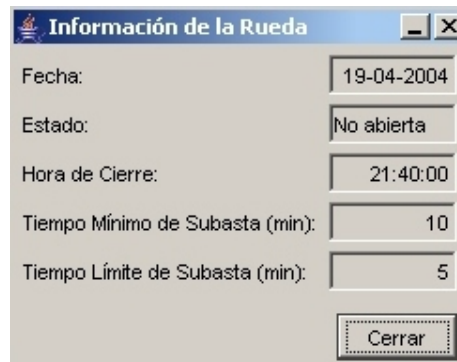 Información de la Rueda
Fecha: 19-04-2004
Estado: No abierta
Hora de Cierre: 21:40:00
Tiempo Mínimo de Subasta (min): 10
Tiempo Límite de Subasta (min): 5
Cerrar